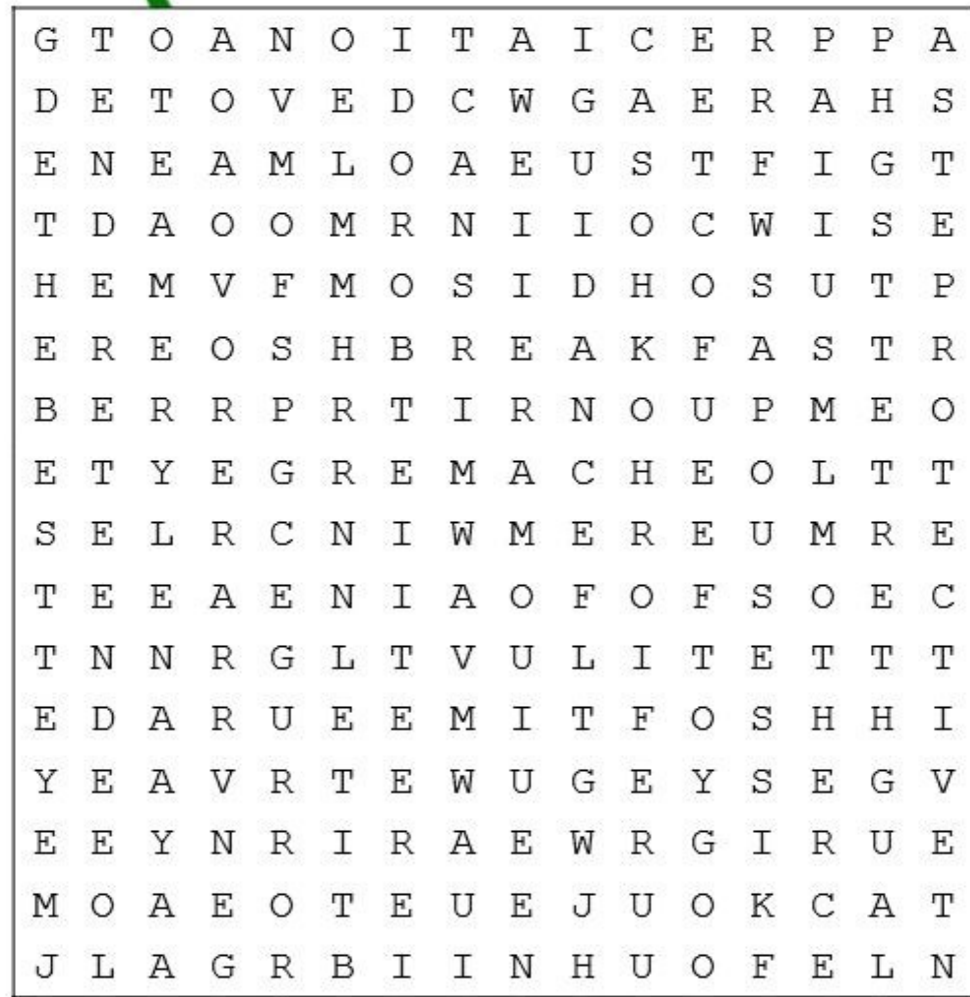 G T O A N O I T A I C E R P P A
D E T O V E D C W G A E R A H S
E N E A M L O A E U S T F I G T
T D A O O M R N I I O C W I S E
H E M V F M O S I D H O S U T P
E R E O S H B R E A K F A S T R
B E R R P R T I R N O U P M E O
E T Y E G R E M A C H E O L T T
S E L R C N I W M E R E U M R E
T E E A E N I A O F O F S O E C
T N N R G L T V U L I T E T T T
E D A R U E E M I T F O S H H I
Y E A V R T E W U G E Y S E G V
E E Y N R I R A E W R G I R U E
M O A E O T E U E J U O K C A T
J L A G R B I I N H U O F E L N